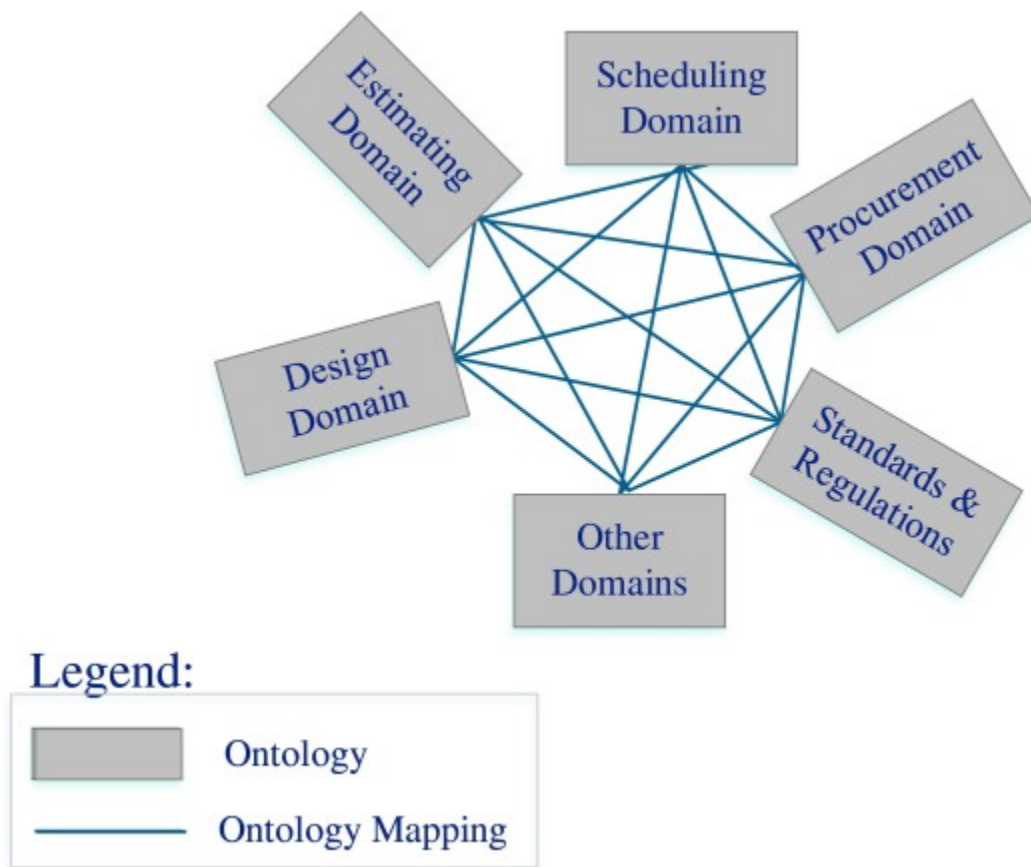 Estimating
Domain
Scheduling
Domain
Procurement
Domain
Design
Domain
Standards &
Regulations
Other
Domains
Legend:
Ontology
Ontology Mapping